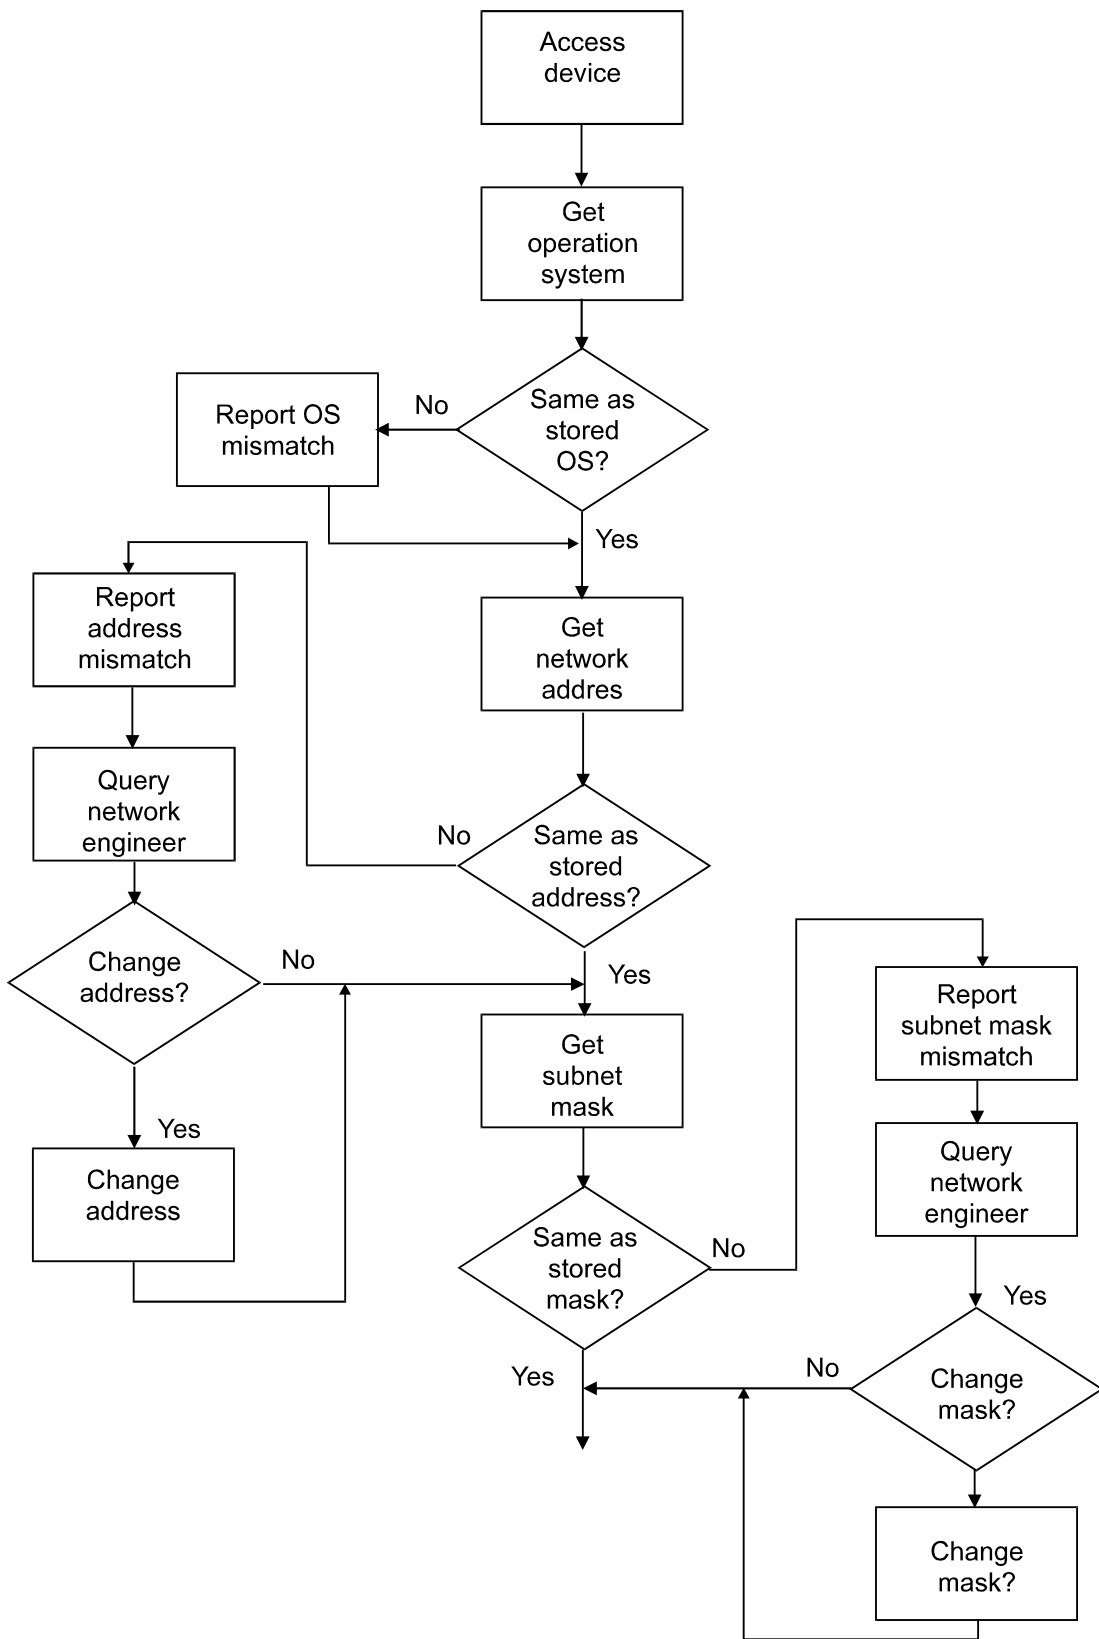 Access
device
Get
operation
system
Same as
stored
OS?
No
Report OS
mismatch
Yes
Get
network
addres
Same as
stored
address?
No
Report
address
mismatch
Query
network
engineer
Change
address?
No
Yes
Change
address
Yes
Get
subnet
mask
Same as
stored
mask?
No
Report
subnet mask
mismatch
Query
network
engineer
Yes
Change
mask?
No
Yes
Change
mask?